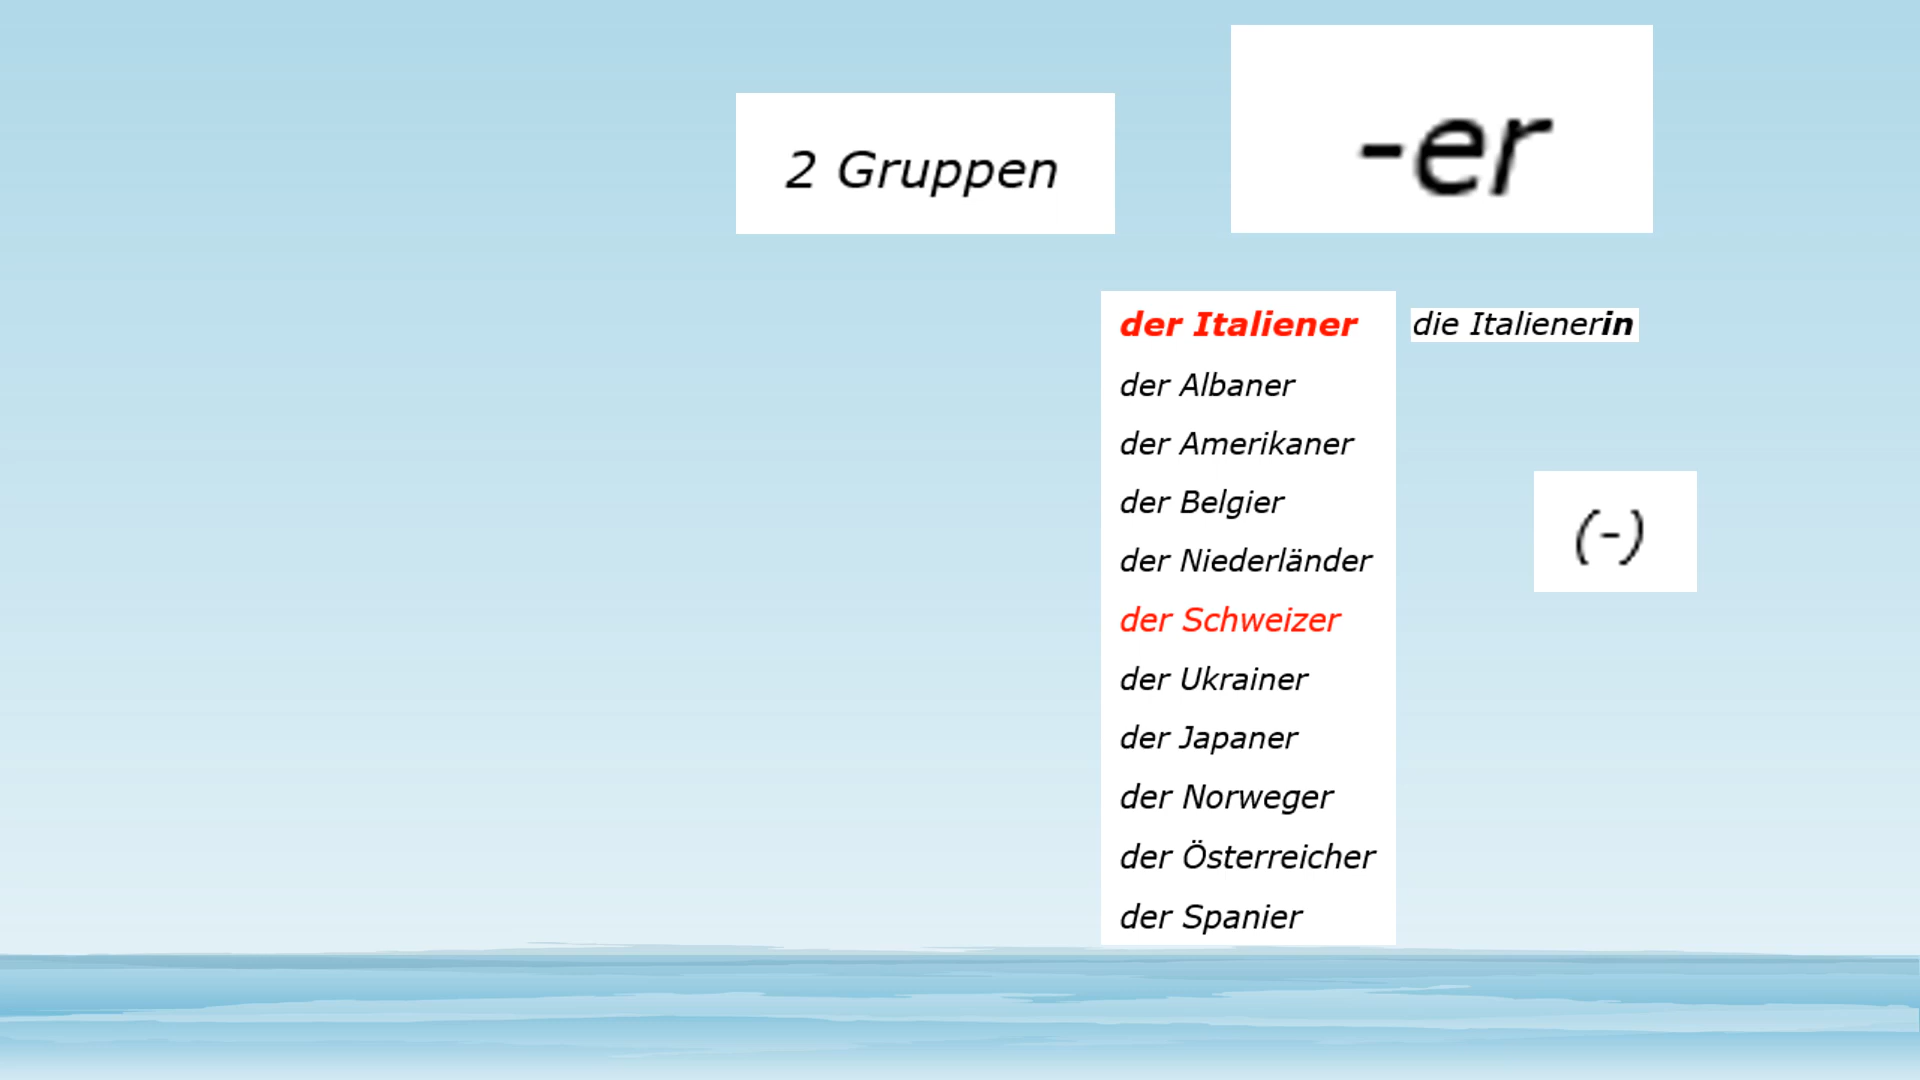 2 Gruppen
-er
der Italiener
die Italienerin
der Albaner
der Amerikaner
der Belgier
(-)
der Niederländer
der Schweizer
der Ukrainer
der Japaner
der Norweger
der Österreicher
der Spanier